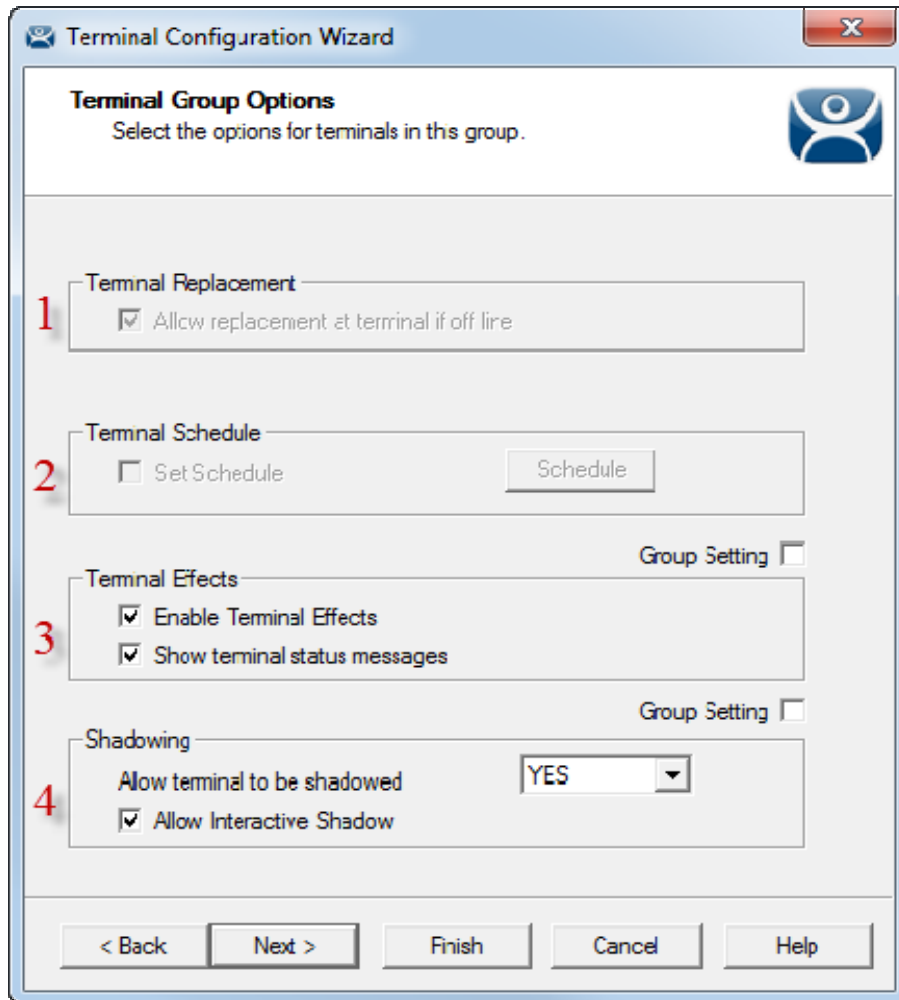 Terminal Configuration Wizard
Terminal Group Options
Select the options for terminals in this group.
Terminal Replacement
1
Allow replacement at terminal if off line
Terminal Schedule
2
Set Schedule
Schedule
Group Setting
Terminal Effects
Enable Terminal Effects
3
Show terminal status messages
Group Setting
Shadowing
Allow terminal to be shadowed
YES
4
Allow Interactive Shadow
< Back
Next >
Finish
Cancel
Help